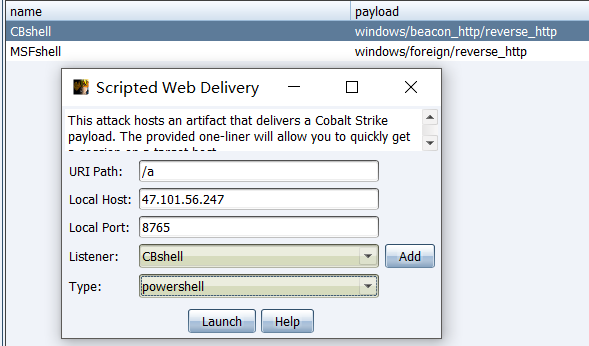 name payload
CBshell windows/beacon_http/reverse_http
MSFshell windows/foreign/reverse_http
Scripted Web Delivery
This attack hosts an artifact that delivers a Cobalt Strike
payload. The provided one-liner will allow you to quickly get
URI Path: /a
Local Host: 47.101.56.247
Local Port: 8765
Listener: CBshell Add
Type: powershell
Launch Help